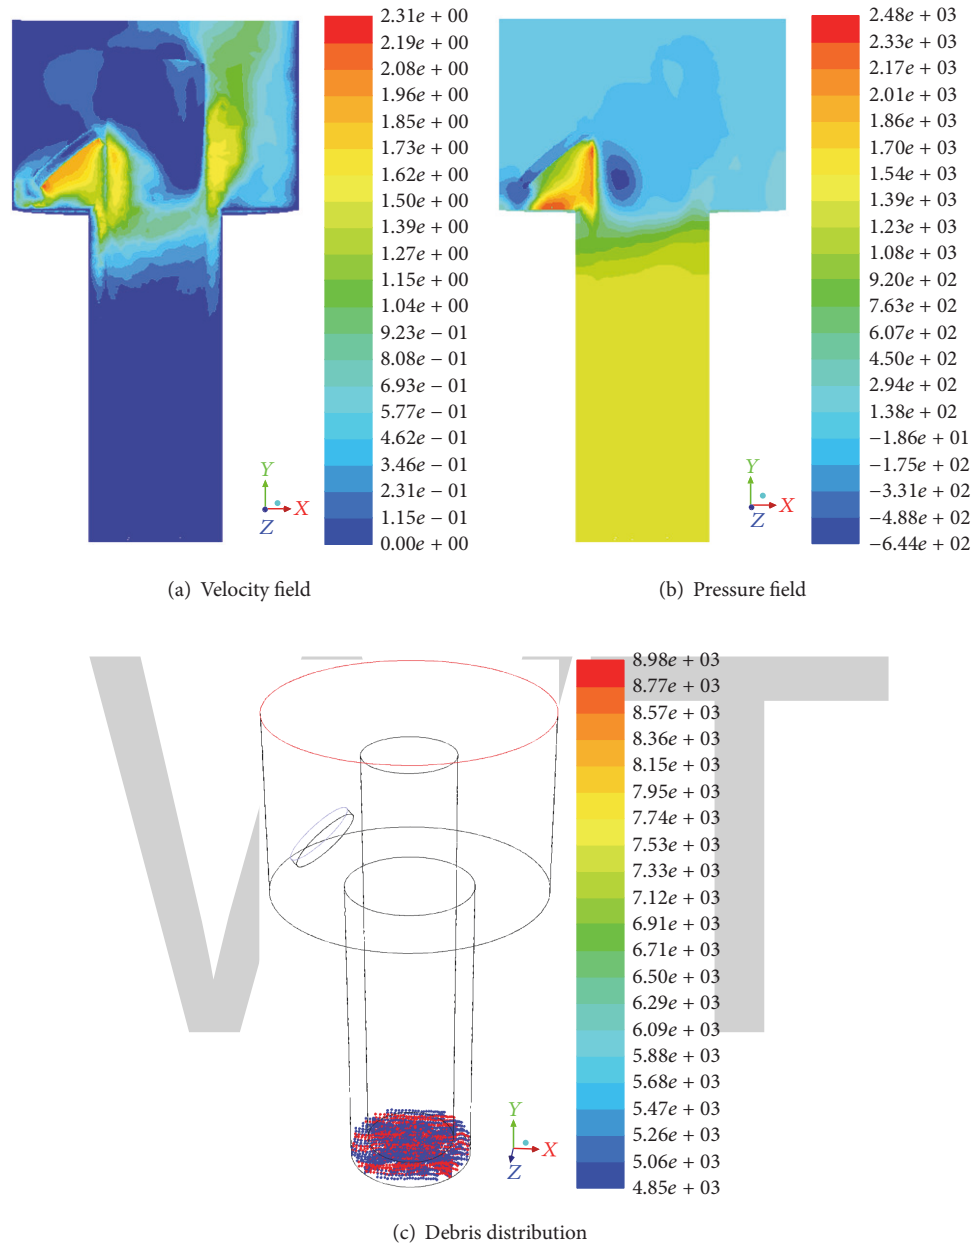 2.31e + 00
2.19e + 00
2.08e + 00
1.96e + 00
1.85e + 00
1.73e + 00
1.62e + 00
1.50e + 00
1.39e + 00
1.27e + 00
1.15e + 00
1.04e + 00
9.23e − 01
8.08e − 01
6.93e − 01
5.77e − 01
4.62e − 01
3.46e − 01
2.31e − 01
1.15e − 01
0.00e + 00
Y
X
Z
(a) Velocity field
2.48e + 03
2.33e + 03
2.17e + 03
2.01e + 03
1.86e + 03
1.70e + 03
1.54e + 03
1.39e + 03
1.23e + 03
1.08e + 03
9.20e + 02
7.63e + 02
6.07e + 02
4.50e + 02
2.94e + 02
1.38e + 02
−1.86e + 01
−1.75e + 02
−3.31e + 02
−4.88e + 02
−6.44e + 02
Y
X
Z
(b) Pressure field
8.98e + 03
8.77e + 03
8.57e + 03
8.36e + 03
8.15e + 03
7.95e + 03
7.74e + 03
7.53e + 03
7.33e + 03
7.12e + 03
6.91e + 03
6.71e + 03
6.50e + 03
6.29e + 03
6.09e + 03
5.88e + 03
5.68e + 03
5.47e + 03
5.26e + 03
5.06e + 03
4.85e + 03
Y
X
Z
(c) Debris distribution